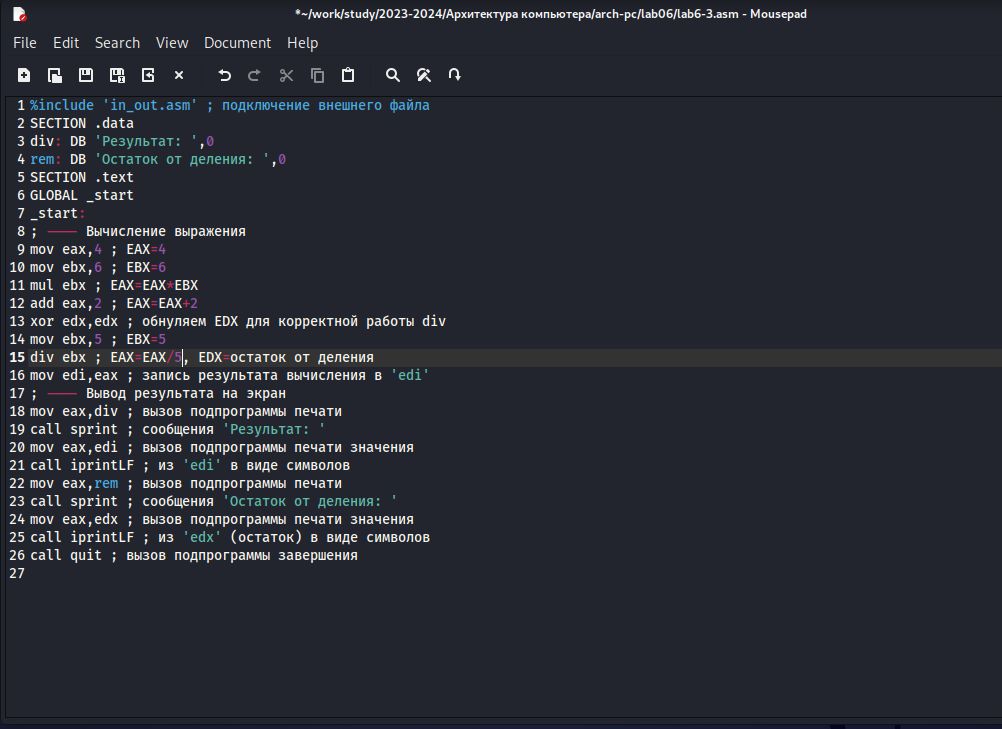 *~/work/study/2023-2024/Архитектура компьютера/arch-pc/lab06/lab6-3.asm - Mousepad
File Edit Search View Document Help
1 %include 'in_out.asm' ; подключение внешнего файла
2 SECTION .data
3 div: DB 'Результат: ',0
4 rem: DB 'Остаток от деления: ',0
5 SECTION .text
6 GLOBAL _start
7 _start:
8 ; ---- Вычисление выражения
9 mov eax,4 ; EAX=4
10 mov ebx,6 ; EBX=6
11 mul ebx ; EAX=EAX*EBX
12 add eax,2 ; EAX=EAX+2
13 xor edx,edx ; обнуляем EDX для корректной работы div
14 mov ebx,5 ; EBX=5
15 div ebx ; EAX=EAX/5, EDX=остаток от деления
16 mov edi,eax ; запись результата вычисления в 'edi'
17 ; ---- Вывод результата на экран
18 mov eax,div ; вызов подпрограммы печати
19 call sprint ; сообщения 'Результат: '
20 mov eax,edi ; вызов подпрограммы печати значения
21 call iprintLF ; из 'edi' в виде символов
22 mov eax,rem ; вызов подпрограммы печати
23 call sprint ; сообщения 'Остаток от деления: '
24 mov eax,edx ; вызов подпрограммы печати значения
25 call iprintLF ; из 'edx' (остаток) в виде символов
26 call quit ; вызов подпрограммы завершения
27